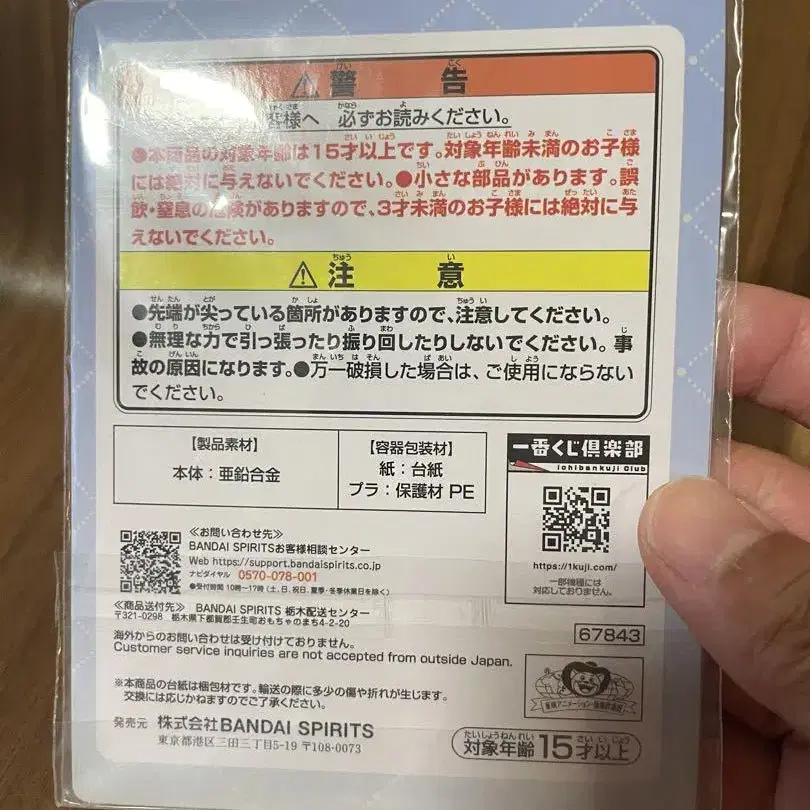 警告
様へ 必ずお読みください。
●本商品の対象年齢は15才以上です。対象年齢未満のお子様
には絶対に与えないでください。●小さな部品があります。誤
飲・窒息の危険がありますので、3才未満のお子様には絶対に与
えないでください。
注意
●先端が尖っている箇所がありますので、注意してください。
●無理な力で引っ張ったり振り回したりしないでください。事
故の原因になります。●万一破損した場合は、ご使用にならない
でください。
【製品素材】
本体:亜鉛合金
【容器包装材】
紙:台紙
プラ:保護材 PE
一番くじ倶楽部
ichibankuji Club
https://1kuji.com/
一部機種には
対応しておりません。
≪お問い合わせ先≫
BANDAI SPIRITSお客様相談センター
Web https://support.bandaispirits.co.jp
ナビダイヤル 0570-078-001
●受付時間 10時~17時(土、日、祝日、夏季・冬季休業日を除く)
≪商品送付先≫ BANDAI SPIRITS 栃木配送センター
〒321-0298 栃木県下都賀郡壬生町おもちゃのまち4-2-20
海外からのお問い合わせは受け付けておりません。
Customer service inquiries are not accepted from outside Japan.
67843
※本商品の台紙は梱包材です。輸送の際に多少の傷や折れが生じます。
交換には応じかねますのでご了承ください。
発売元 株式会社BANDAI SPIRITS
東京都港区三田三丁目5-19 〒108-0073
対象年齢15才以上